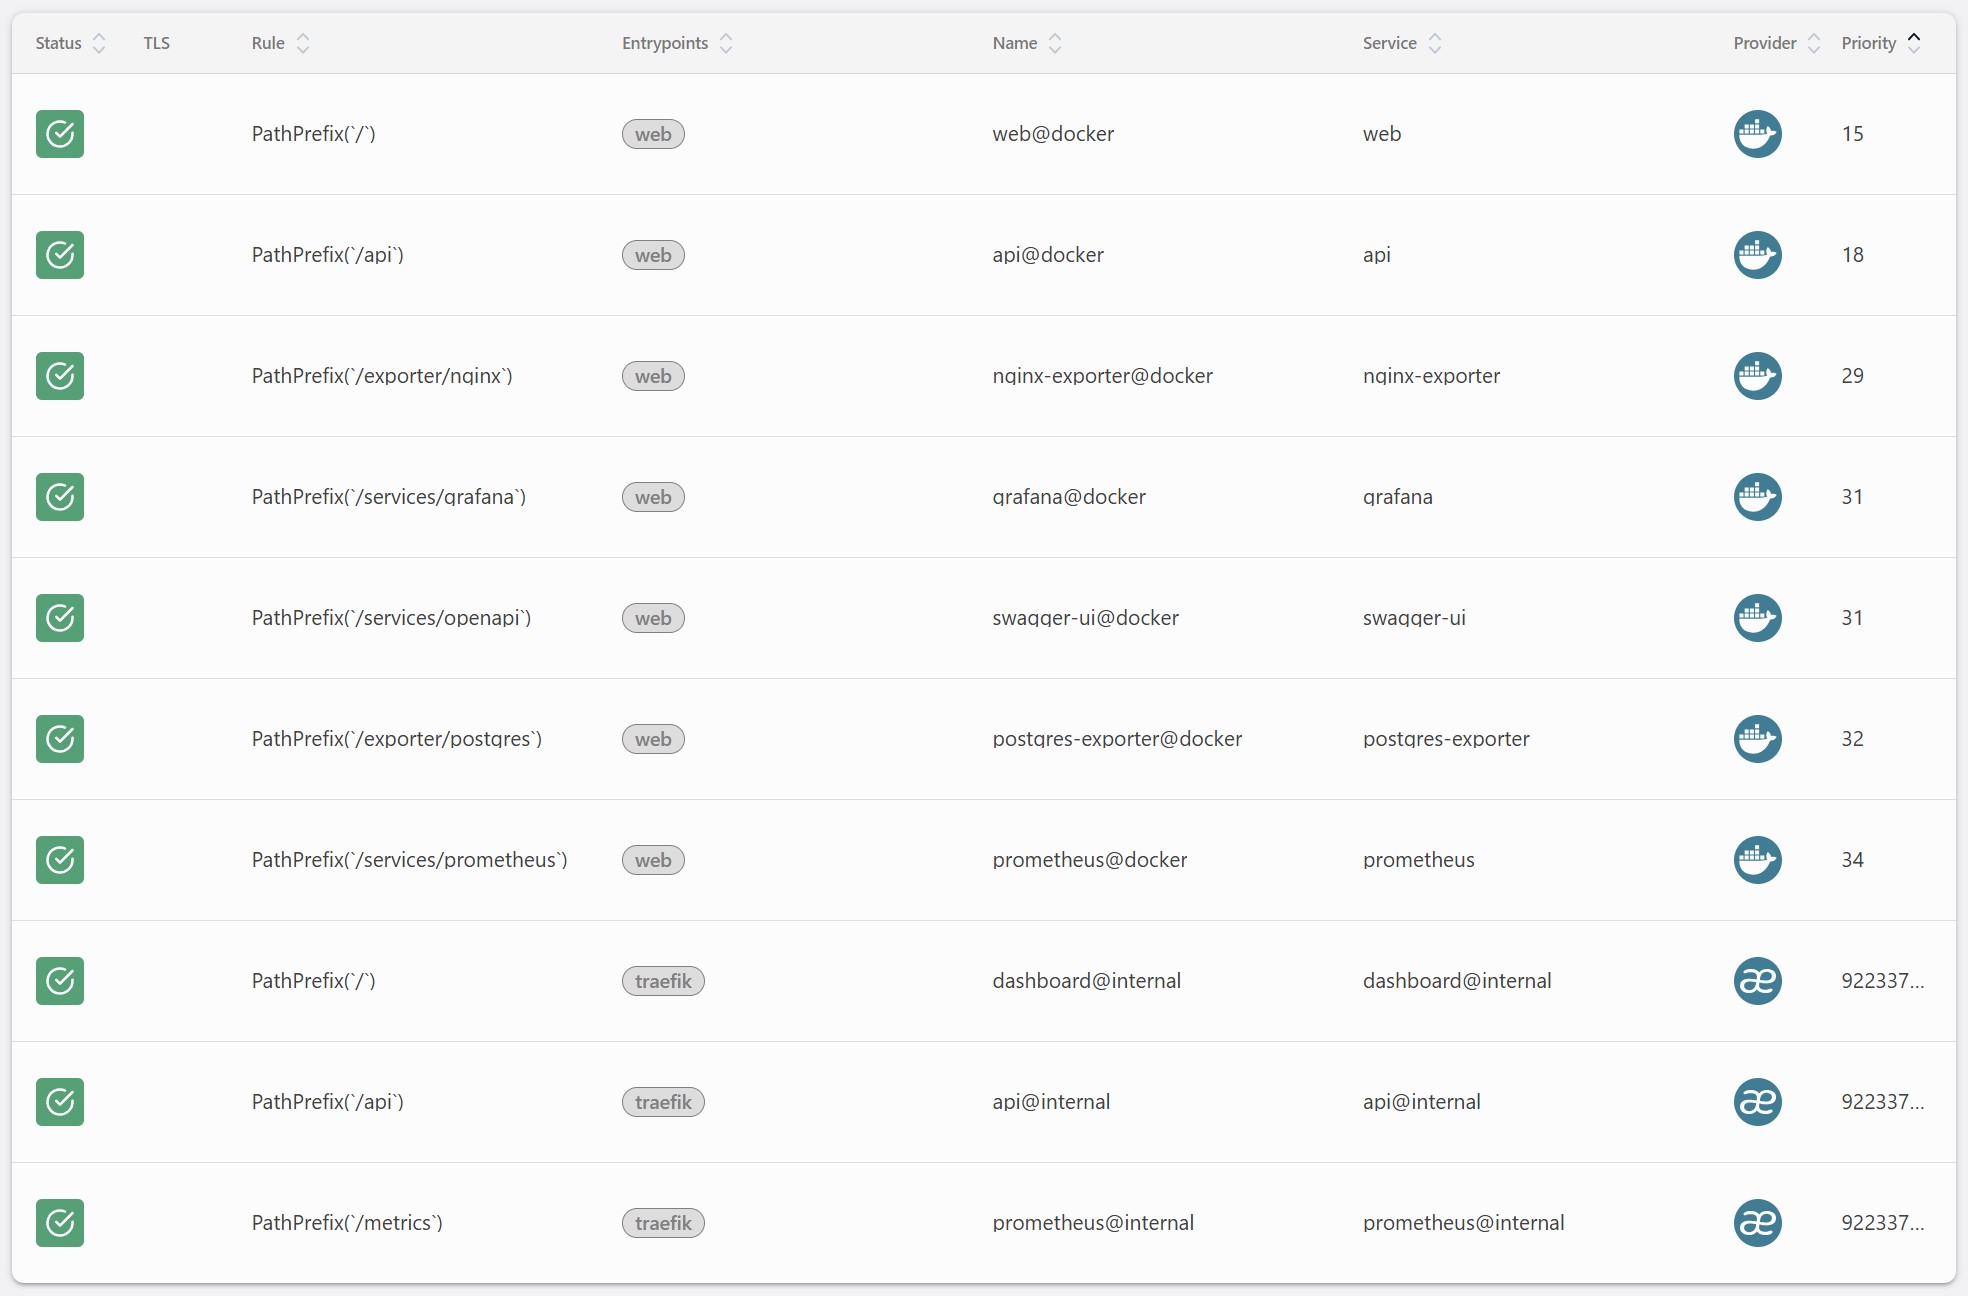 Status TLS Rule Entrypoints Name Service Provider Priority
PathPrefix(`/`) web web@docker web 15
PathPrefix(`/api`) web api@docker api 18
PathPrefix(`/exporter/nginx`) web nginx-exporter@docker nginx-exporter 29
PathPrefix(`/services/grafana`) web grafana@docker grafana 31
PathPrefix(`/services/openapi`) web swagger-ui@docker swagger-ui 31
PathPrefix(`/exporter/postgres`) web postgres-exporter@docker postgres-exporter 32
PathPrefix(`/services/prometheus`) web prometheus@docker prometheus 34
PathPrefix(`/`) traefik dashboard@internal dashboard@internal æ 922337...
PathPrefix(`/api`) traefik api@internal api@internal æ 922337...
PathPrefix(`/metrics`) traefik prometheus@internal prometheus@internal æ 922337...